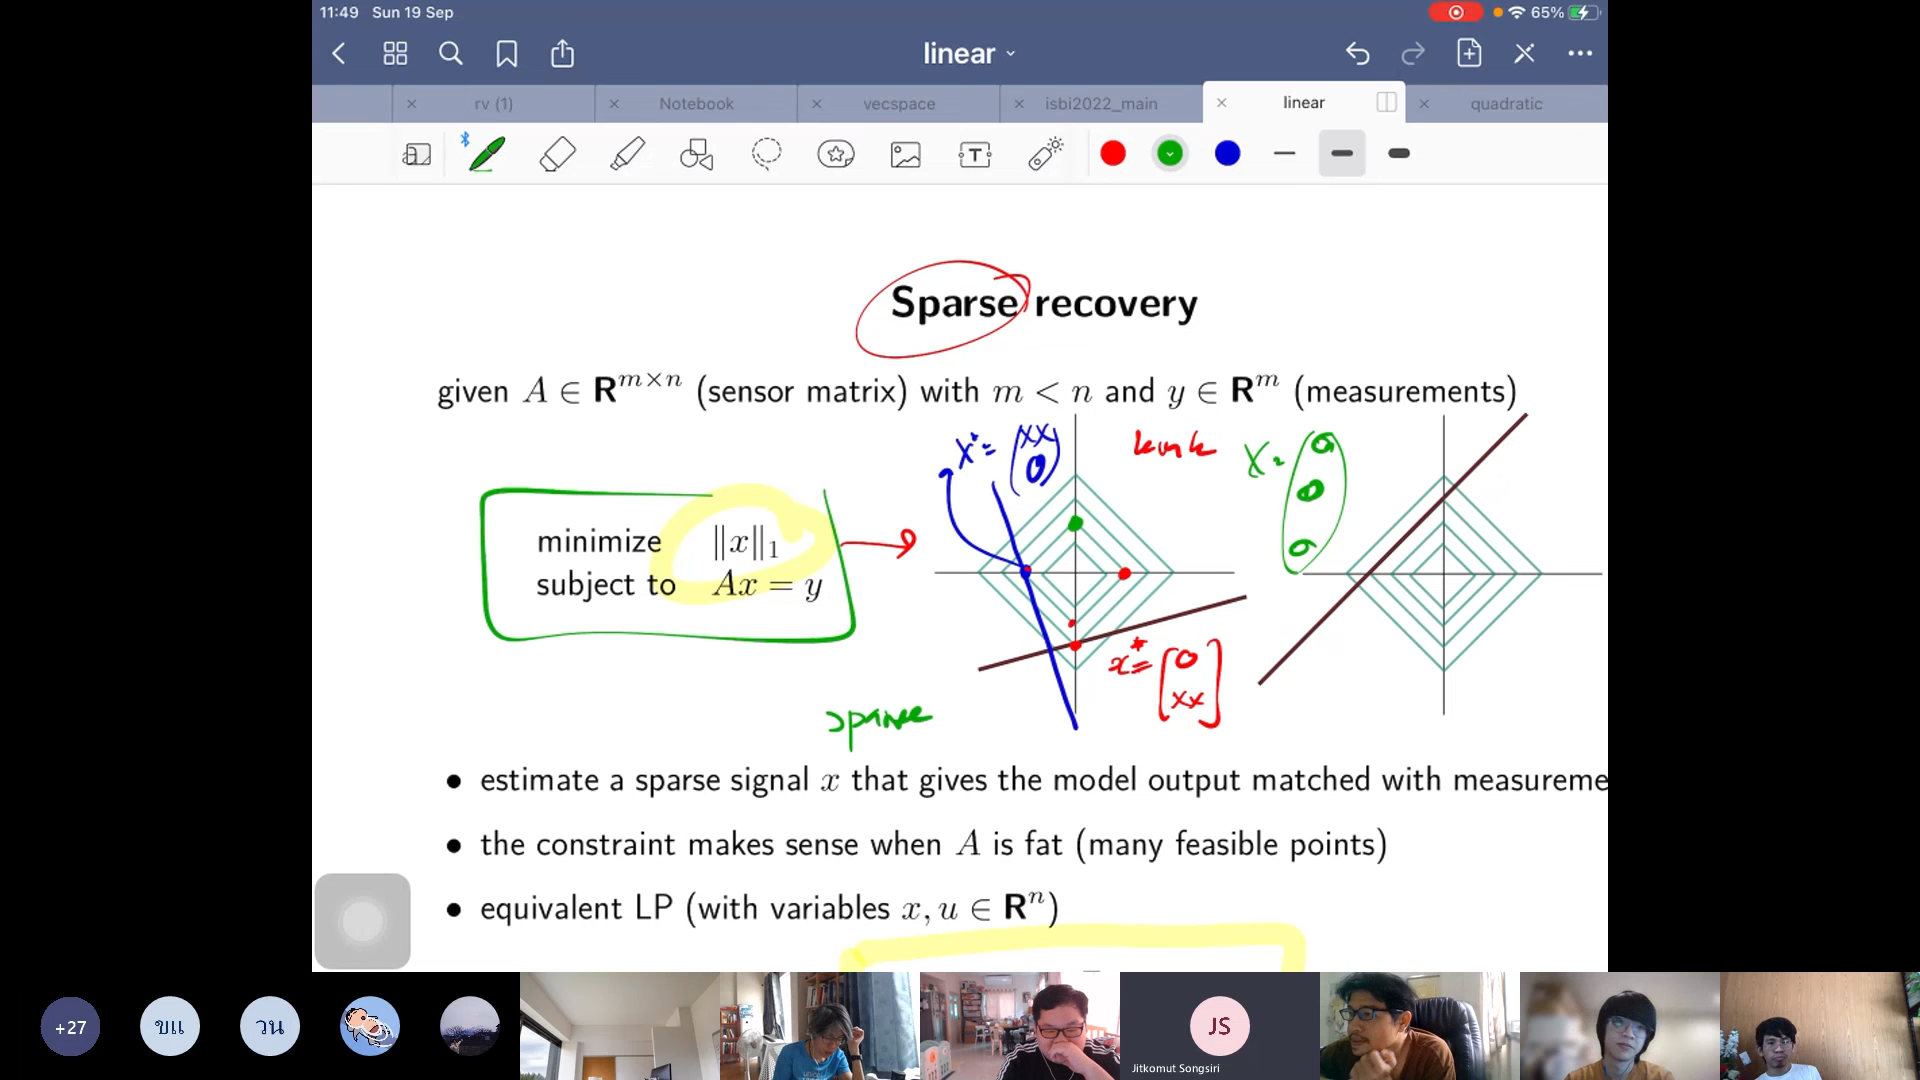 11:49 Sun 19 Sep
65%
linear
rv (1)
Notebook
vecspace
isbi2022_main
linear
quadratic
Sparse recovery
given A ∈ R^{m×n} (sensor matrix) with m < n and y ∈ R^m (measurements)
minimize ‖x‖₁
subject to Ax = y
x* = (xx 0)
kink
x* = [0 xx]
sparse
• estimate a sparse signal x that gives the model output matched with measureme
• the constraint makes sense when A is fat (many feasible points)
• equivalent LP (with variables x, u ∈ R^n)
+27
ขแ
วน
JS
Jitkomut Songsiri